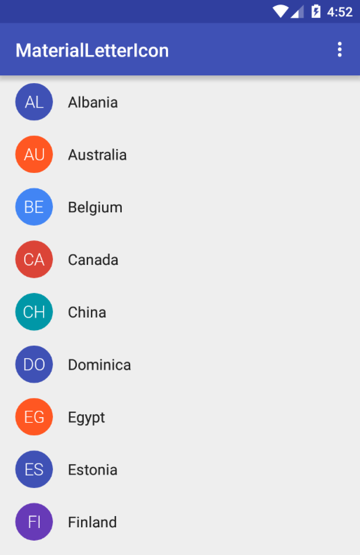 4:52
MaterialLetterIcon
AL Albania
AU Australia
BE Belgium
CA Canada
CH China
DO Dominica
EG Egypt
ES Estonia
FI Finland